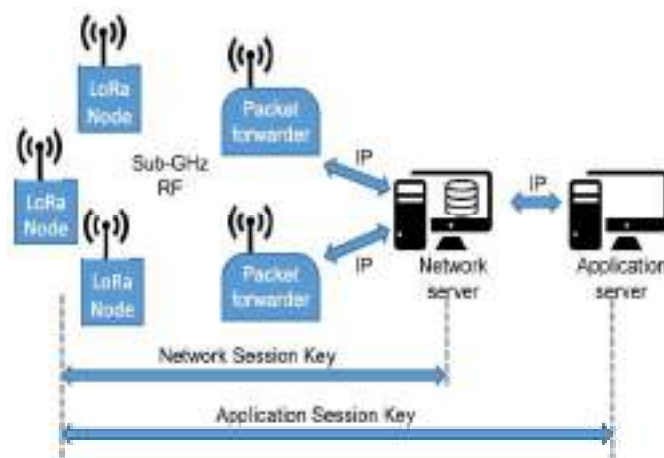 LoRa
Node
Packet
forwarder
LoRa
Node
Sub-GHz
RF
IP
IP
LoRa
Node
Packet
forwarder
IP
Network
server
Application
server
Network Session Key
Application Session Key